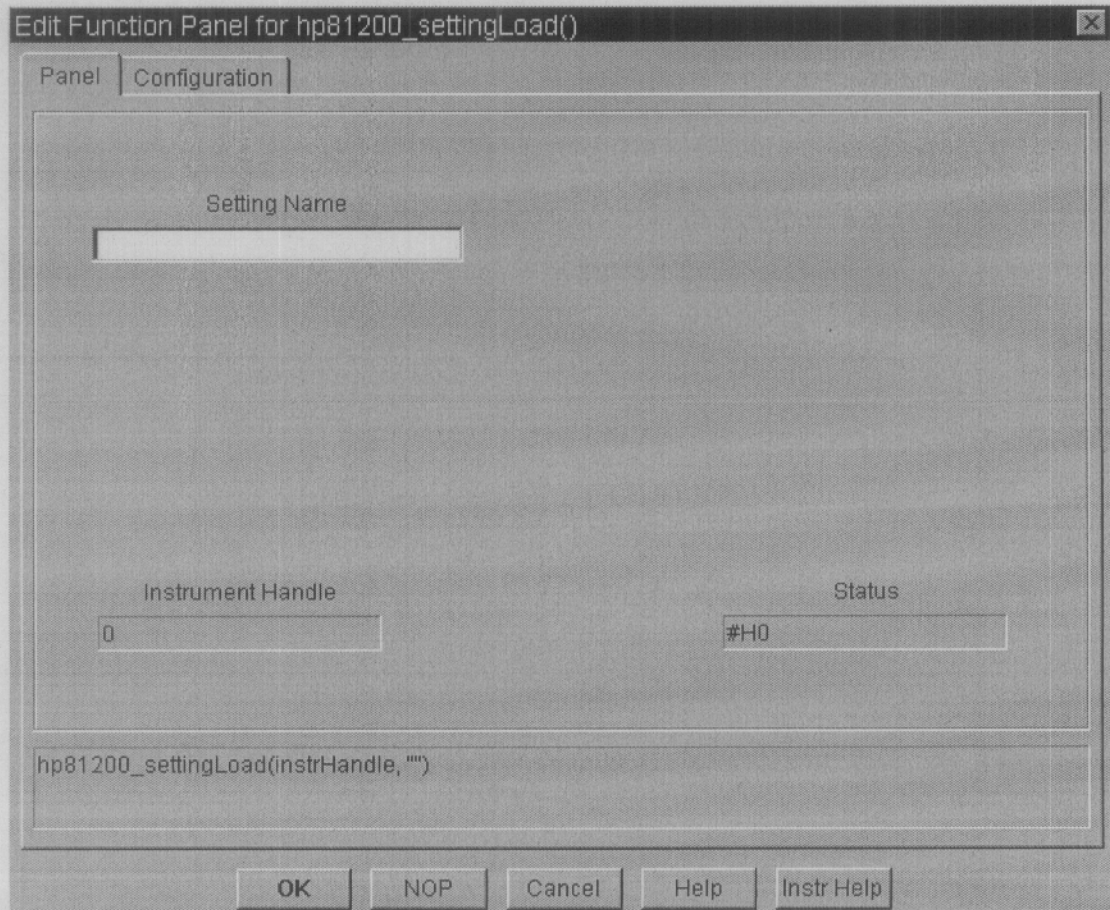 Edit Function Panel for hp81200_settingLoad()
Panel Configuration
Setting Name
Instrument Handle Status
0 #H0
hp81200_settingLoad(instrHandle, "")
OK NOP Cancel Help Instr Help